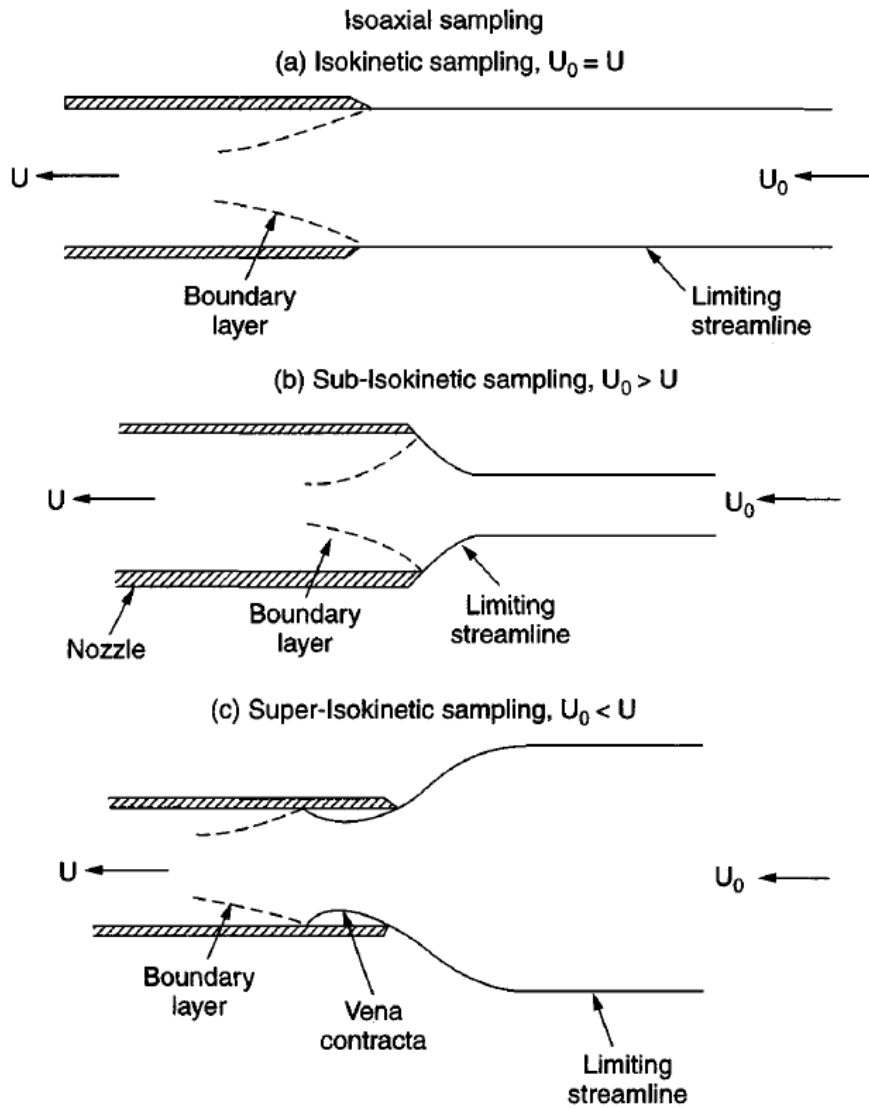 Isoaxial sampling
(a) Isokinetic sampling, U₀ = U
U
U₀
Boundary
layer
Limiting
streamline
(b) Sub-Isokinetic sampling, U₀ > U
U
U₀
Boundary
layer
Limiting
streamline
Nozzle
(c) Super-Isokinetic sampling, U₀ < U
U
U₀
Boundary
layer
Vena
contracta
Limiting
streamline